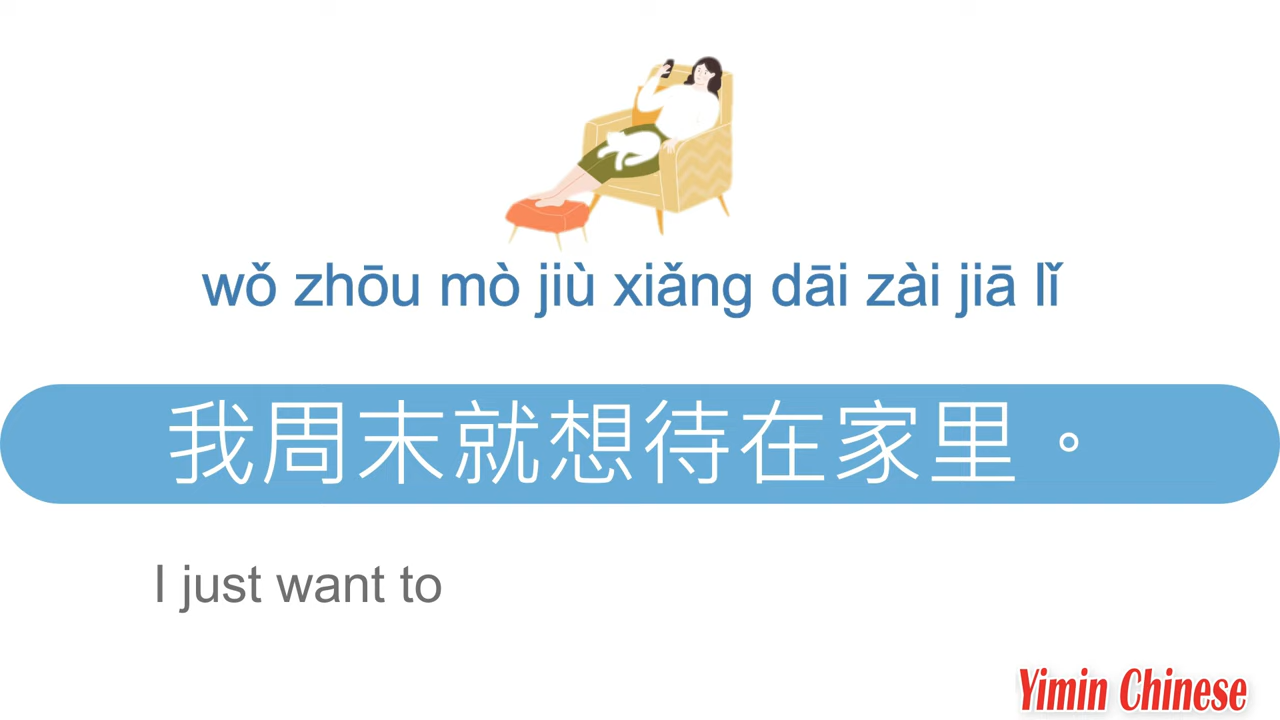 wǒ zhōu mò jiù xiǎng dāi zài jiā lǐ
我周末就想待在家里。
I just want to
Yimin Chinese